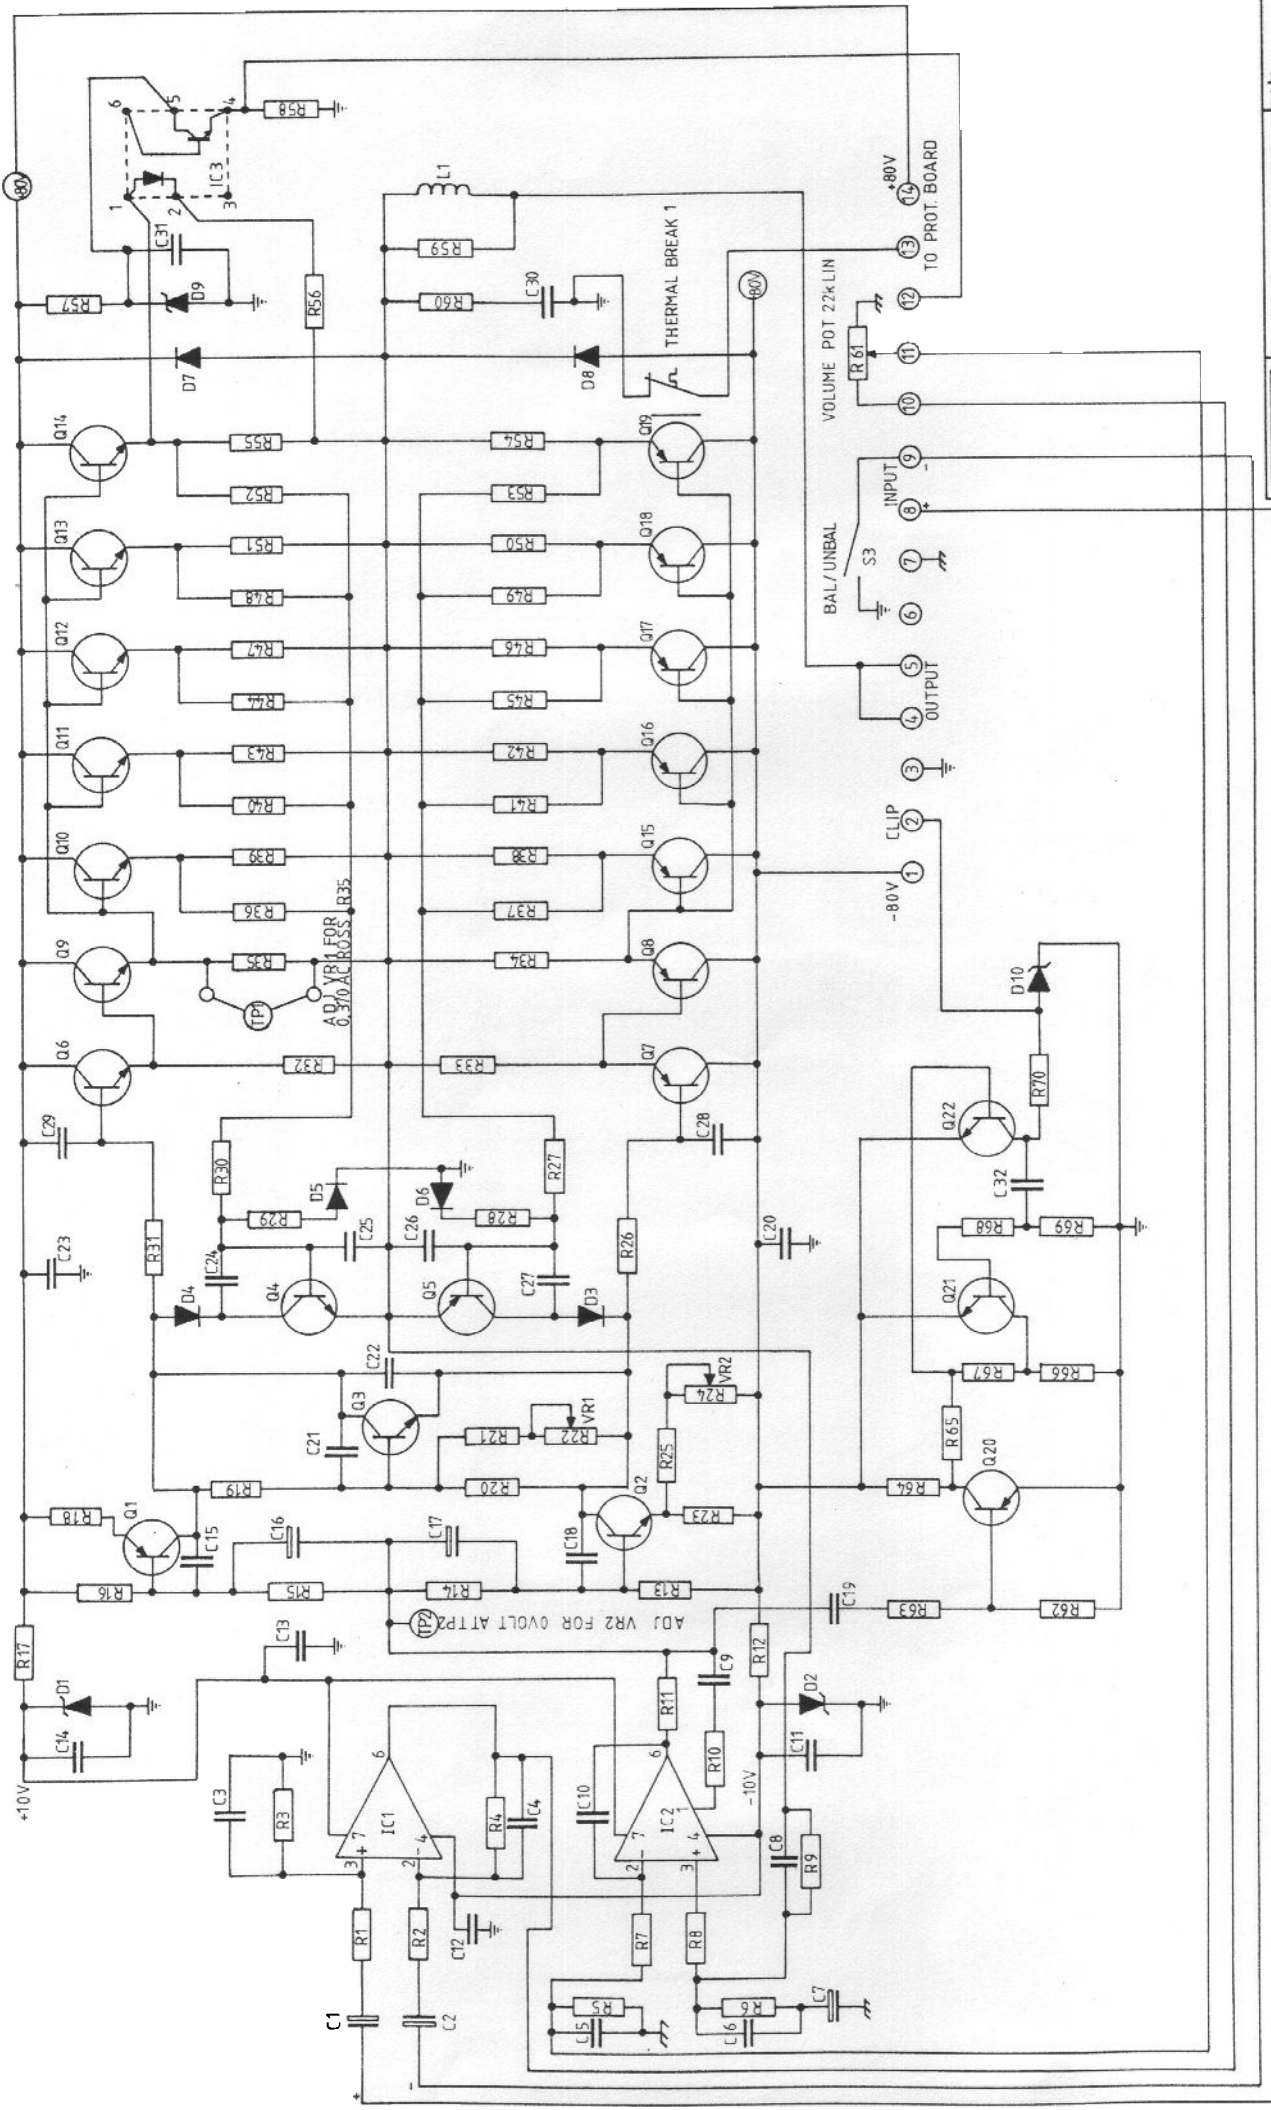 80V
6
5
4
R58
IC3
1
2
3
C31
R57
D9
R56
L1
R59
R60
C30
THERMAL BREAK 1
80V
D7
D8
+80V
14
13
TO PROT. BOARD
12
VOLUME POT 22k LIN
R61
11
10
9
-
INPUT
8
+
BAL/UNBAL
S3
7
6
5
OUTPUT
4
3
CLIP
2
-80V
1
Q14
R55
R52
R54
R53
Q19
Q13
R51
R48
R50
R49
Q18
Q12
R47
R44
R46
R45
Q17
Q11
R43
R40
R42
R41
Q16
Q10
R39
R36
R38
R37
Q15
Q9
R35
TP1
ADJ VR1 FOR
0,370 ACROSS R35
R34
Q8
Q6
R32
R33
Q7
C29
C28
R30
R27
D5
D6
R29
R28
C25
C26
C23
R31
C24
C27
R26
C20
Q4
Q5
D4
D3
C22
Q3
C21
R21
R22
VR1
VR2
R24
R25
R19
R20
Q2
R18
Q1
C15
C16
C17
C18
R23
R16
R15
R14
R13
TP2
ADJ VR2 FOR 0VOLT AT TP2
R17
C13
D1
C14
+10V
R11
C9
R12
R10
D2
C11
-10V
C3
R3
6
IC1
7
3
+
2
-
4
R4
C4
C10
6
IC2
1
7
2
-
3
+
4
C8
R9
R1
R2
C12
R7
R8
C1
C2
R5
C5
R6
C6
C7
+
-
D10
R70
Q22
C32
R68
R69
Q21
R67
R66
R65
R64
Q20
C19
R63
R62